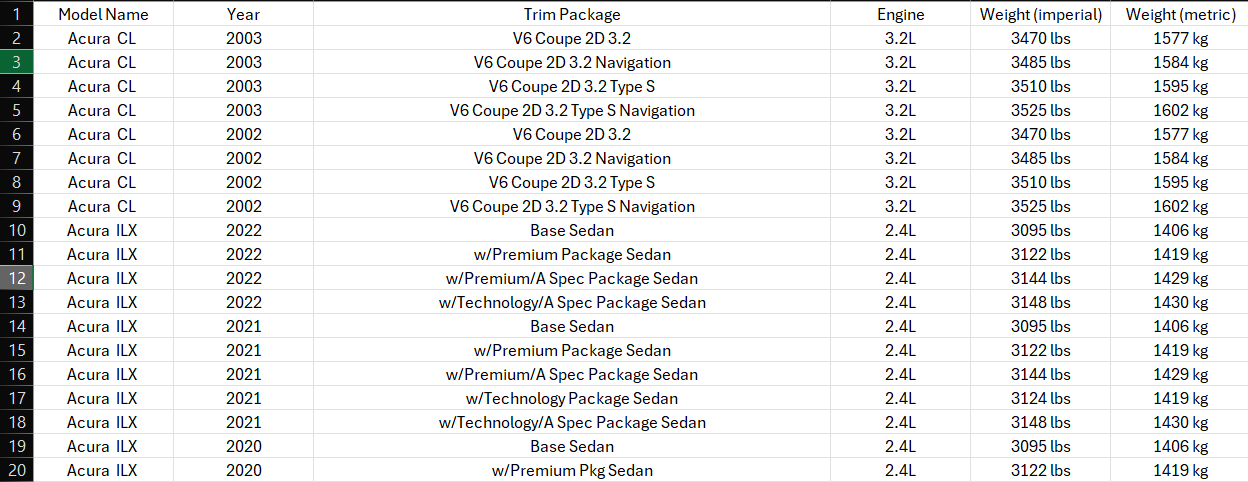 1 Model Name Year Trim Package Engine Weight (imperial) Weight (metric)
2 Acura CL 2003 V6 Coupe 2D 3.2 3.2L 3470 lbs 1577 kg
3 Acura CL 2003 V6 Coupe 2D 3.2 Navigation 3.2L 3485 lbs 1584 kg
4 Acura CL 2003 V6 Coupe 2D 3.2 Type S 3.2L 3510 lbs 1595 kg
5 Acura CL 2003 V6 Coupe 2D 3.2 Type S Navigation 3.2L 3525 lbs 1602 kg
6 Acura CL 2002 V6 Coupe 2D 3.2 3.2L 3470 lbs 1577 kg
7 Acura CL 2002 V6 Coupe 2D 3.2 Navigation 3.2L 3485 lbs 1584 kg
8 Acura CL 2002 V6 Coupe 2D 3.2 Type S 3.2L 3510 lbs 1595 kg
9 Acura CL 2002 V6 Coupe 2D 3.2 Type S Navigation 3.2L 3525 lbs 1602 kg
10 Acura ILX 2022 Base Sedan 2.4L 3095 lbs 1406 kg
11 Acura ILX 2022 w/Premium Package Sedan 2.4L 3122 lbs 1419 kg
12 Acura ILX 2022 w/Premium/A Spec Package Sedan 2.4L 3144 lbs 1429 kg
13 Acura ILX 2022 w/Technology/A Spec Package Sedan 2.4L 3148 lbs 1430 kg
14 Acura ILX 2021 Base Sedan 2.4L 3095 lbs 1406 kg
15 Acura ILX 2021 w/Premium Package Sedan 2.4L 3122 lbs 1419 kg
16 Acura ILX 2021 w/Premium/A Spec Package Sedan 2.4L 3144 lbs 1429 kg
17 Acura ILX 2021 w/Technology Package Sedan 2.4L 3124 lbs 1419 kg
18 Acura ILX 2021 w/Technology/A Spec Package Sedan 2.4L 3148 lbs 1430 kg
19 Acura ILX 2020 Base Sedan 2.4L 3095 lbs 1406 kg
20 Acura ILX 2020 w/Premium Pkg Sedan 2.4L 3122 lbs 1419 kg